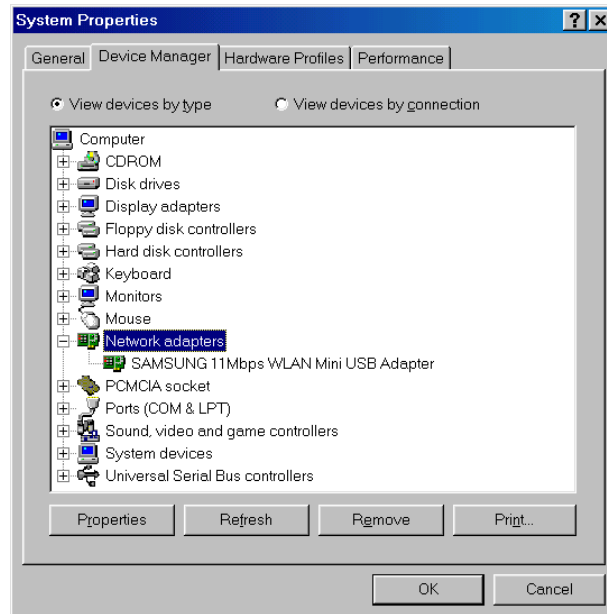 System Properties
General Device Manager Hardware Profiles Performance
View devices by type View devices by connection
Computer
CDROM
Disk drives
Display adapters
Floppy disk controllers
Hard disk controllers
Keyboard
Monitors
Mouse
Network adapters
SAMSUNG 11Mbps WLAN Mini USB Adapter
PCMCIA socket
Ports (COM & LPT)
Sound, video and game controllers
System devices
Universal Serial Bus controllers
Properties Refresh Remove Print...
OK Cancel